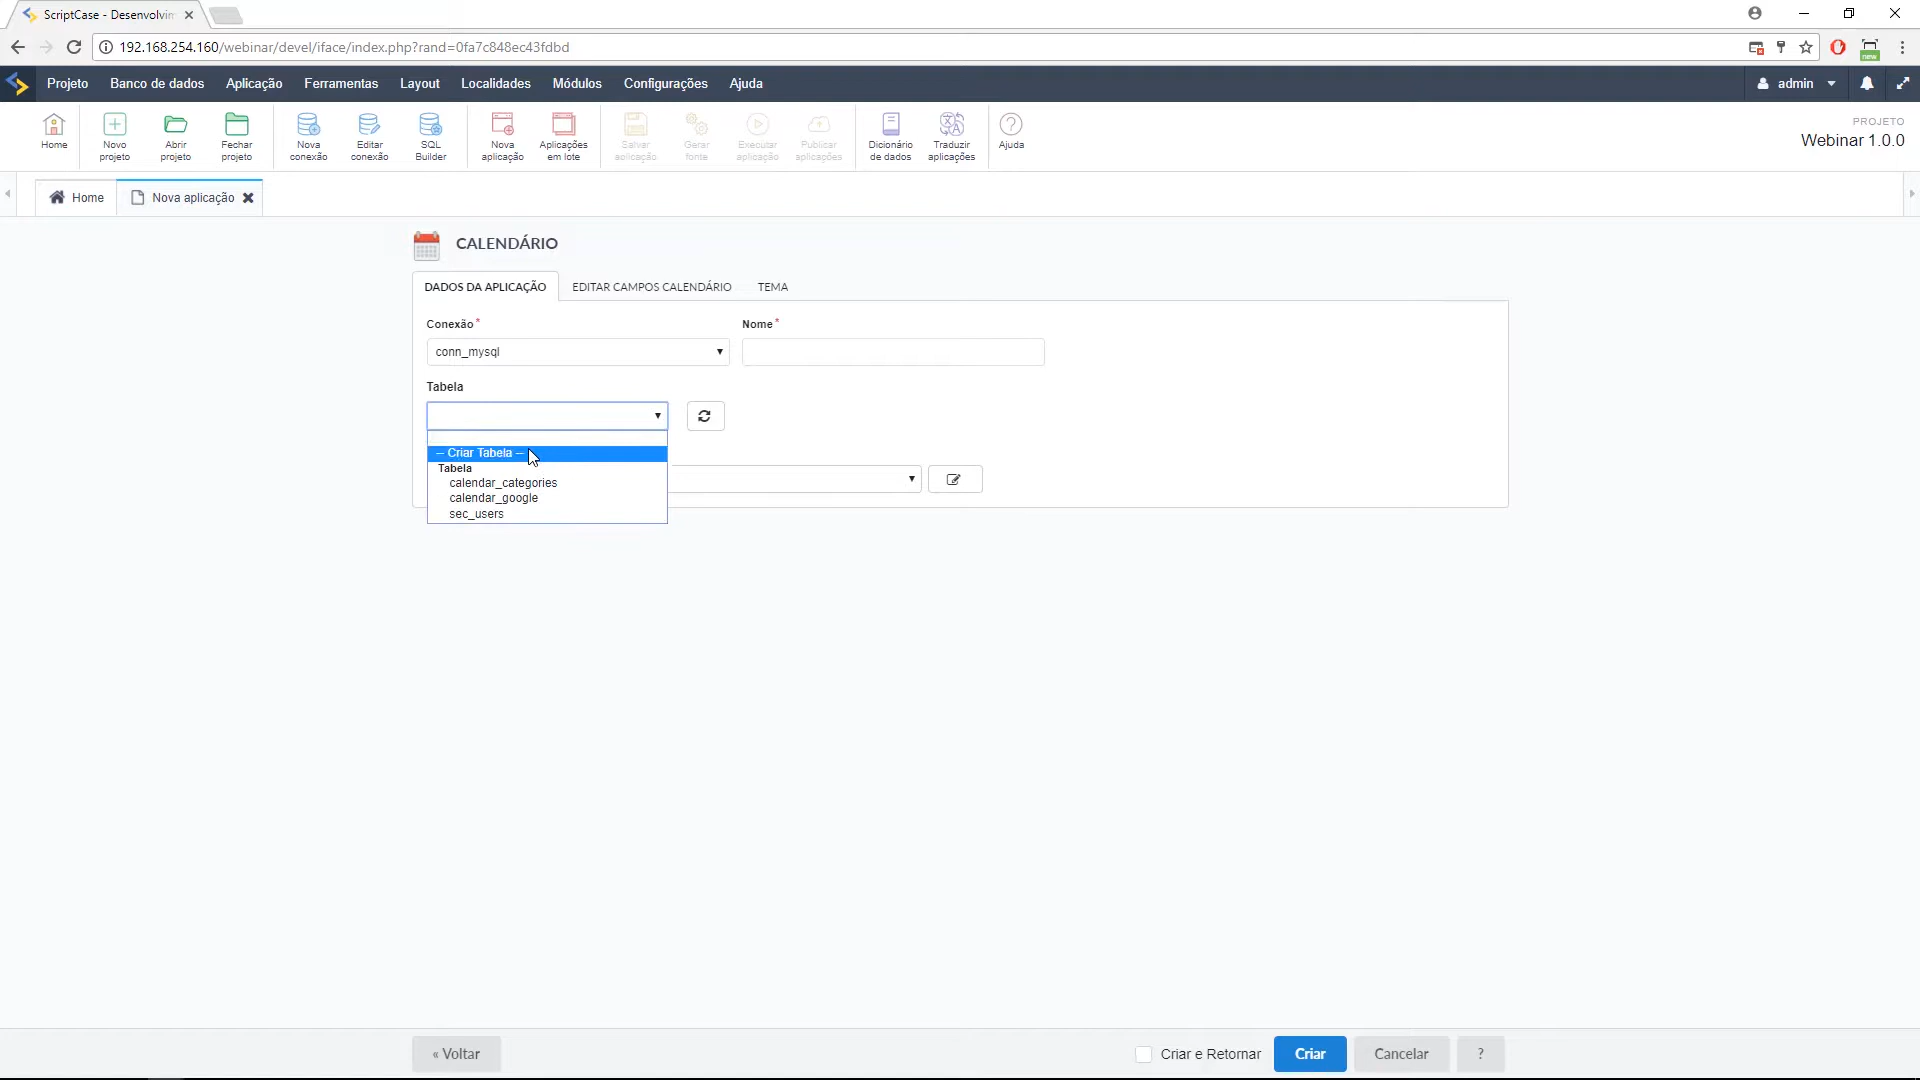 ScriptCase - Desenvolvim
192.168.254.160/webinar/devel/iface/index.php?rand=0fa7c848ec43fdbd
new
Projeto Banco de dados Aplicação Ferramentas Layout Localidades Módulos Configurações Ajuda admin
Home
Novo projeto
Abrir projeto
Fechar projeto
Nova conexão
Editar conexão
SQL Builder
Nova aplicação
Aplicações em lote
Salvar aplicação
Gerar fonte
Executar aplicação
Publicar aplicações
Dicionário de dados
Traduzir aplicações
Ajuda
PROJETO
Webinar 1.0.0
Home Nova aplicação
CALENDÁRIO
DADOS DA APLICAÇÃO EDITAR CAMPOS CALENDÁRIO TEMA
Conexão* Nome*
conn_mysql
Tabela
-- Criar Tabela --
Tabela
calendar_categories
calendar_google
sec_users
« Voltar Criar e Retornar Criar Cancelar ?